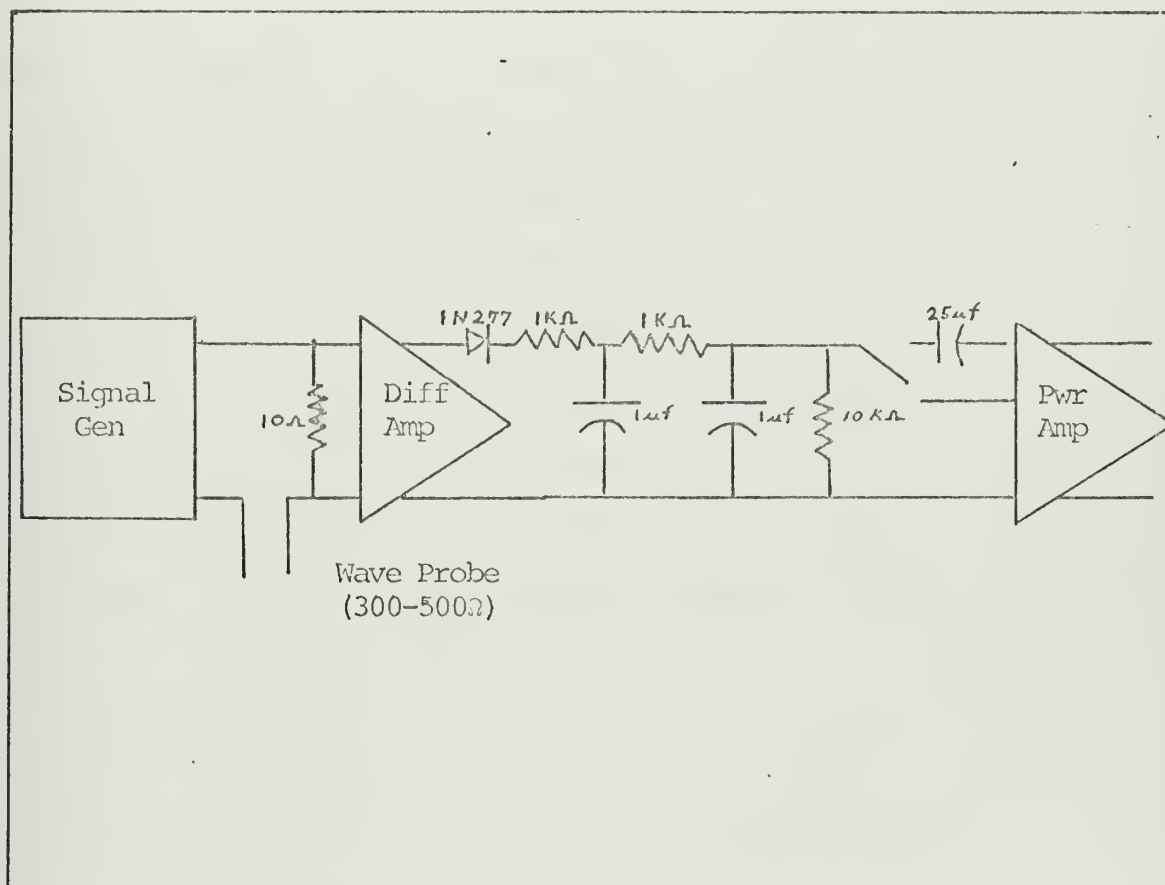 1N277
1KΩ
1KΩ
25uf
Signal
Gen
10Ω
Diff
Amp
1uf
1uf
10KΩ
Pwr
Amp
Wave Probe
(300-500Ω)